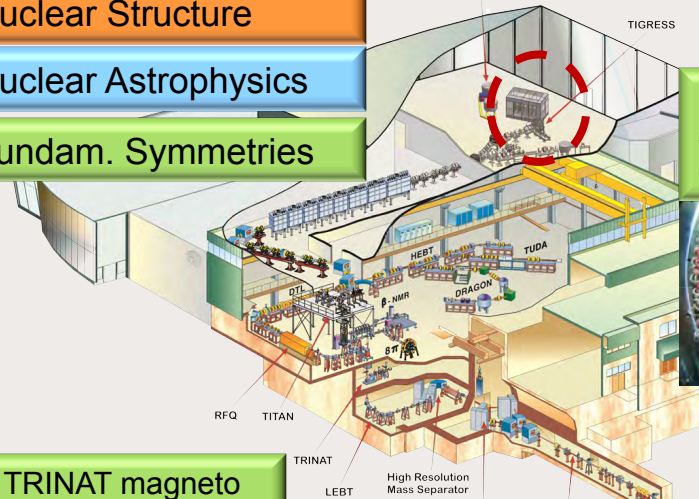 uclear Structure
TIGRESS
uclear Astrophysics
undam. Symmetries
HEBT
TUDA
DTL
DRAGON
β-NMR
8π
RFQ
TITAN
TRINAT
LEBT
High Resolution
Mass Separator
TRINAT magneto